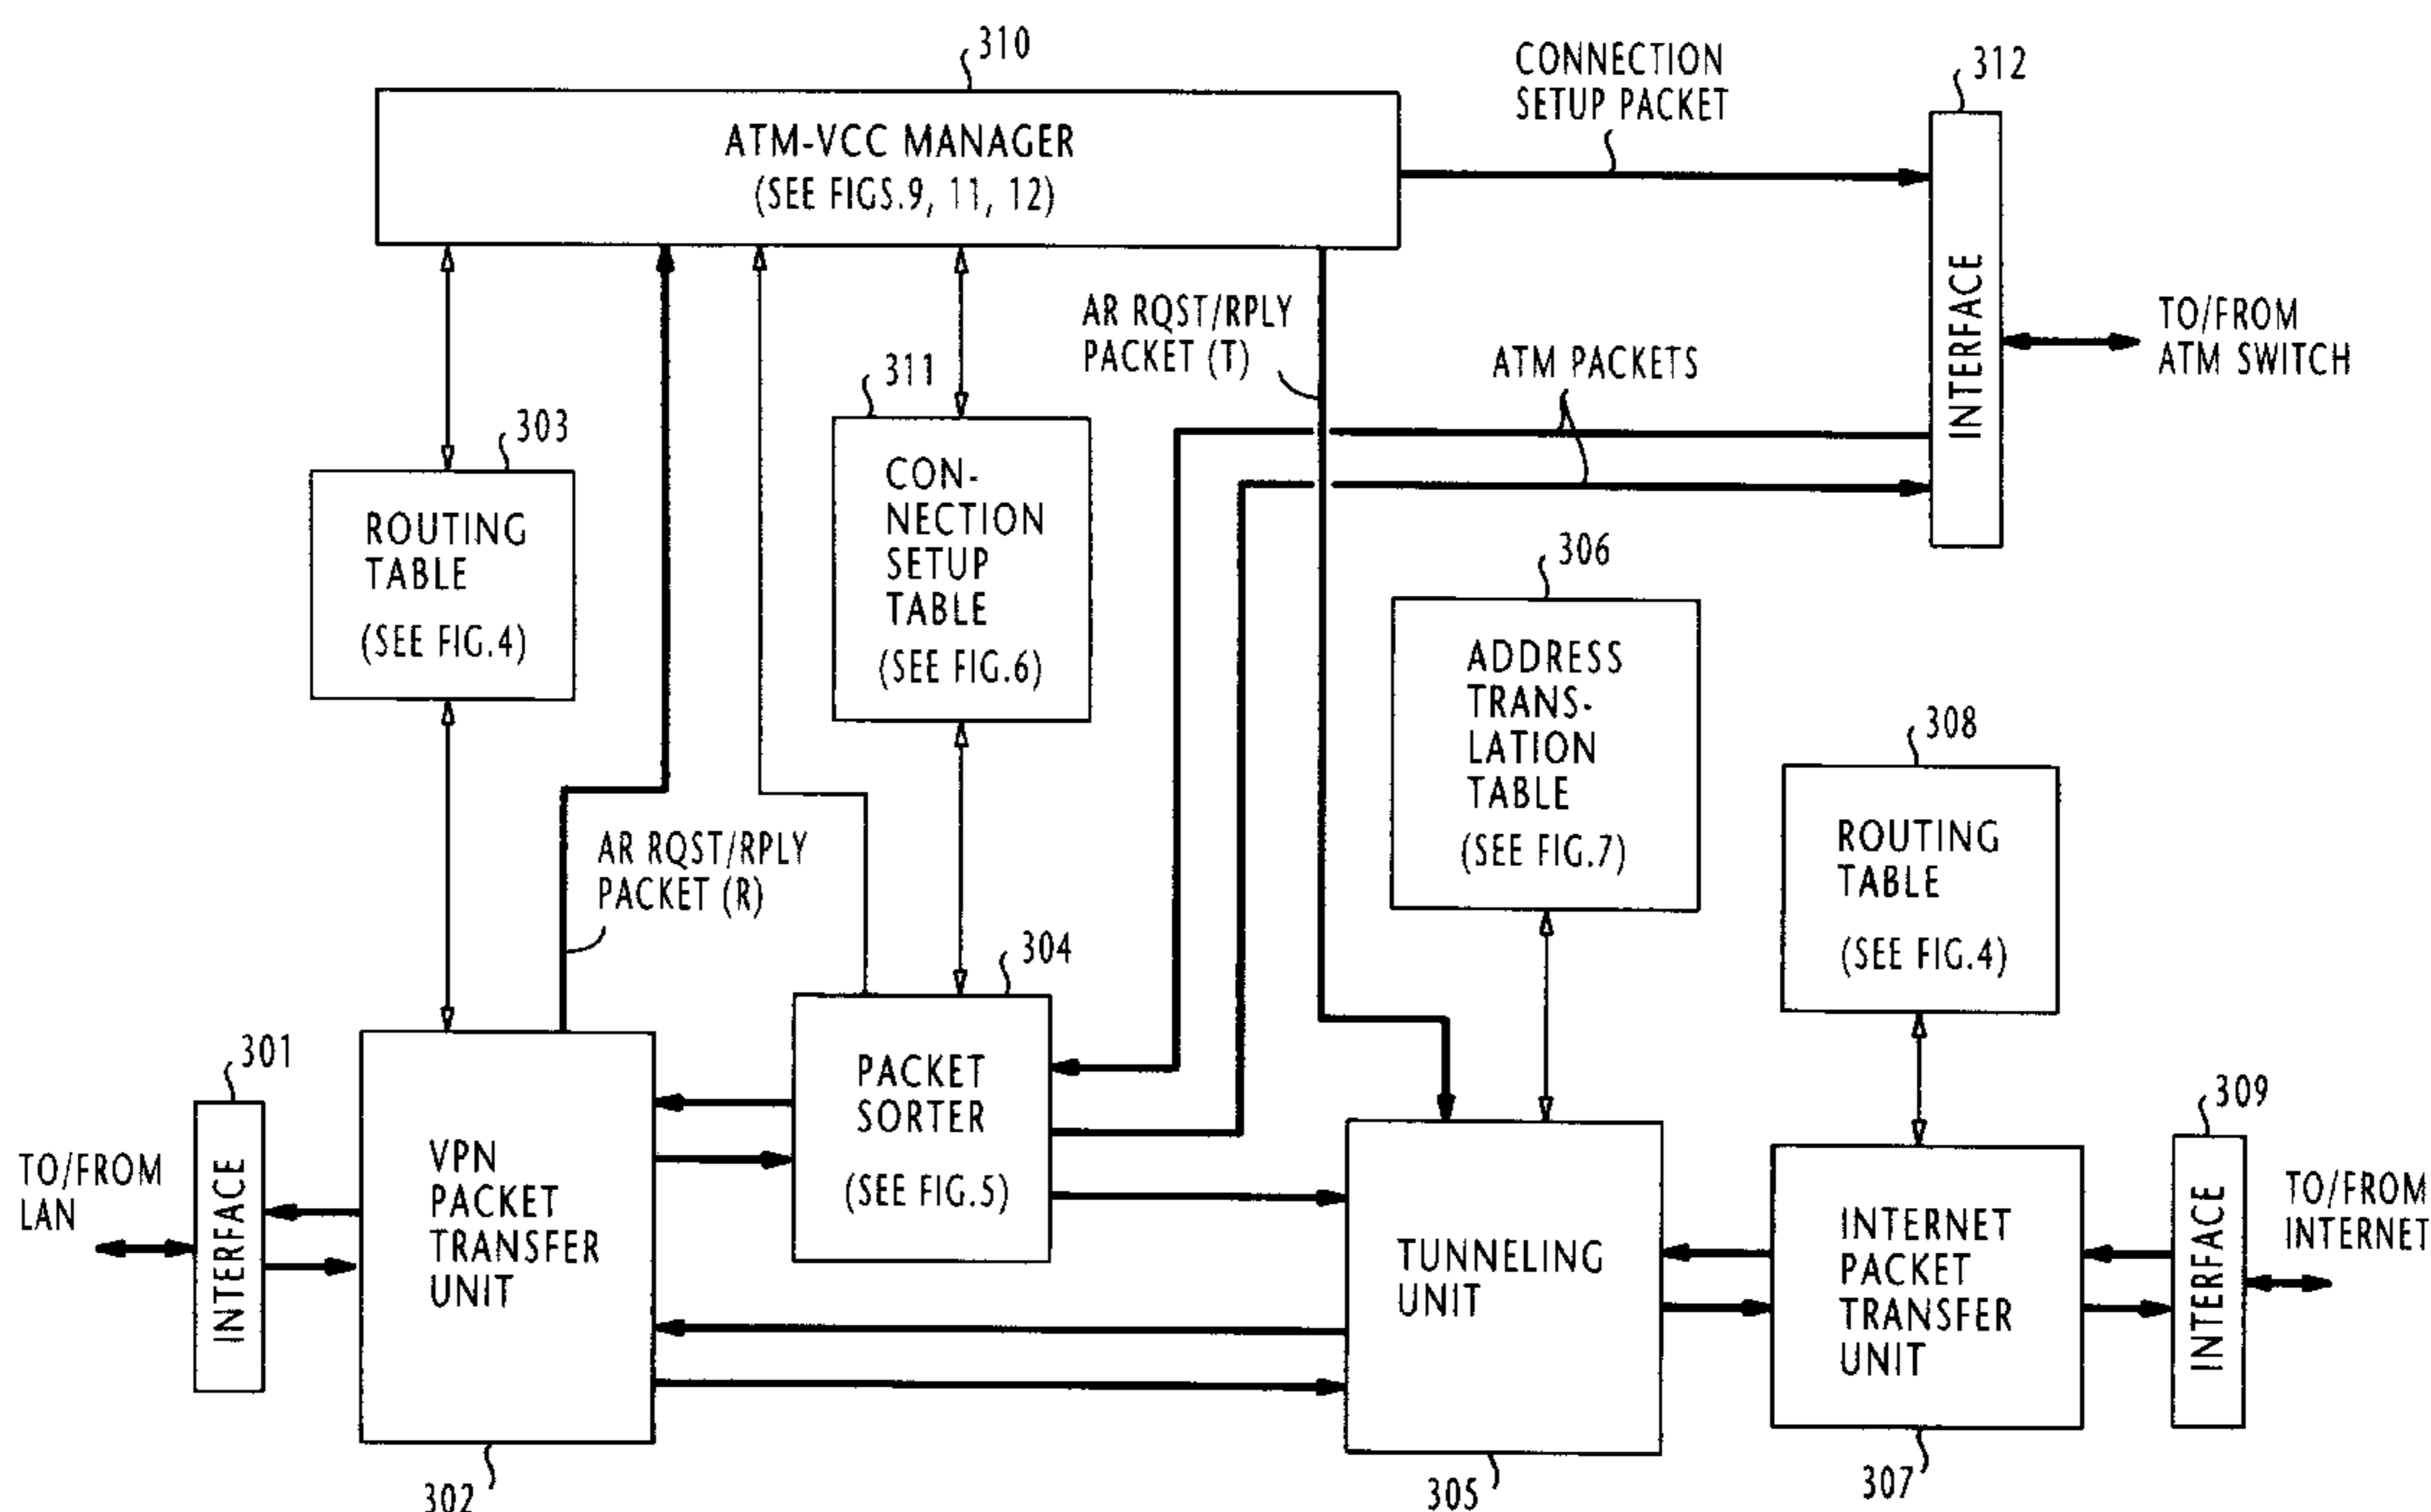 310
CONNECTION
SETUP PACKET
312
ATM-VCC MANAGER
(SEE FIGS.9, 11, 12)
INTERFACE
TO/FROM
ATM SWITCH
AR RQST/RPLY
PACKET (T)
ATM PACKETS
311
CON-
NECTION
SETUP
TABLE
(SEE FIG.6)
303
ROUTING
TABLE
(SEE FIG.4)
306
ADDRESS
TRANS-
LATION
TABLE
(SEE FIG.7)
308
ROUTING
TABLE
(SEE FIG.4)
AR RQST/RPLY
PACKET (R)
304
PACKET
SORTER
(SEE FIG.5)
301
TO/FROM
LAN
INTERFACE
VPN
PACKET
TRANSFER
UNIT
302
TUNNELING
UNIT
305
INTERNET
PACKET
TRANSFER
UNIT
307
309
INTERFACE
TO/FROM
INTERNET